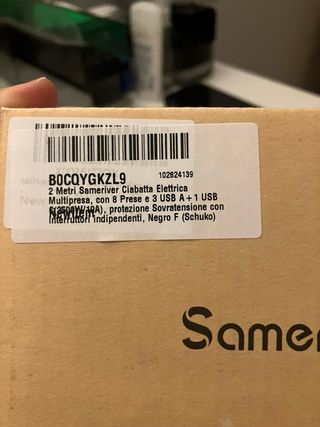 B0CQYGKZL9
102824139
2 Metri Sameriver Ciabatta Elettrica
Multipresa, con 8 Prese e 3 USB A + 1 USB
C(2500W/10A), protezione Sovratensione con
NewItem
Interruttori Indipendenti, Negro F (Schuko)
New
Samer